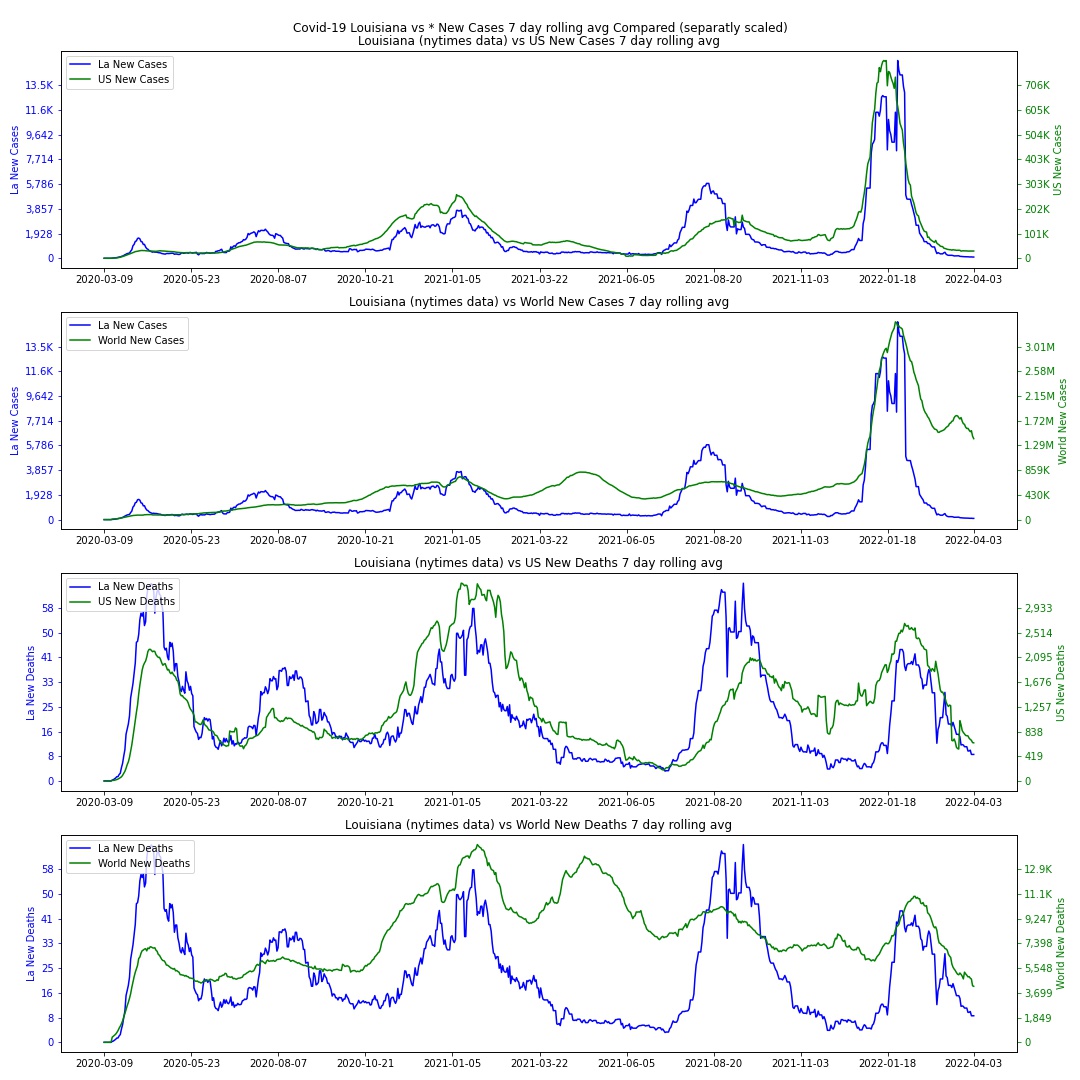 Covid-19 Louisiana vs * New Cases 7 day rolling avg Compared (separatly scaled)
Louisiana (nytimes data) vs US New Cases 7 day rolling avg
La New Cases
US New Cases
13.5K
11.6K
9,642
7,714
5,786
3,857
1,928
0
La New Cases
706K
605K
504K
403K
303K
202K
101K
0
US New Cases
2020-03-09 2020-05-23 2020-08-07 2020-10-21 2021-01-05 2021-03-22 2021-06-05 2021-08-20 2021-11-03 2022-01-18 2022-04-03
Louisiana (nytimes data) vs World New Cases 7 day rolling avg
La New Cases
World New Cases
13.5K
11.6K
9,642
7,714
5,786
3,857
1,928
0
La New Cases
3.01M
2.58M
2.15M
1.72M
1.29M
859K
430K
0
World New Cases
2020-03-09 2020-05-23 2020-08-07 2020-10-21 2021-01-05 2021-03-22 2021-06-05 2021-08-20 2021-11-03 2022-01-18 2022-04-03
Louisiana (nytimes data) vs US New Deaths 7 day rolling avg
La New Deaths
US New Deaths
58
50
41
33
25
16
8
0
La New Deaths
2,933
2,514
2,095
1,676
1,257
838
419
0
US New Deaths
2020-03-09 2020-05-23 2020-08-07 2020-10-21 2021-01-05 2021-03-22 2021-06-05 2021-08-20 2021-11-03 2022-01-18 2022-04-03
Louisiana (nytimes data) vs World New Deaths 7 day rolling avg
La New Deaths
World New Deaths
58
50
41
33
25
16
8
0
La New Deaths
12.9K
11.1K
9,247
7,398
5,548
3,699
1,849
0
World New Deaths
2020-03-09 2020-05-23 2020-08-07 2020-10-21 2021-01-05 2021-03-22 2021-06-05 2021-08-20 2021-11-03 2022-01-18 2022-04-03